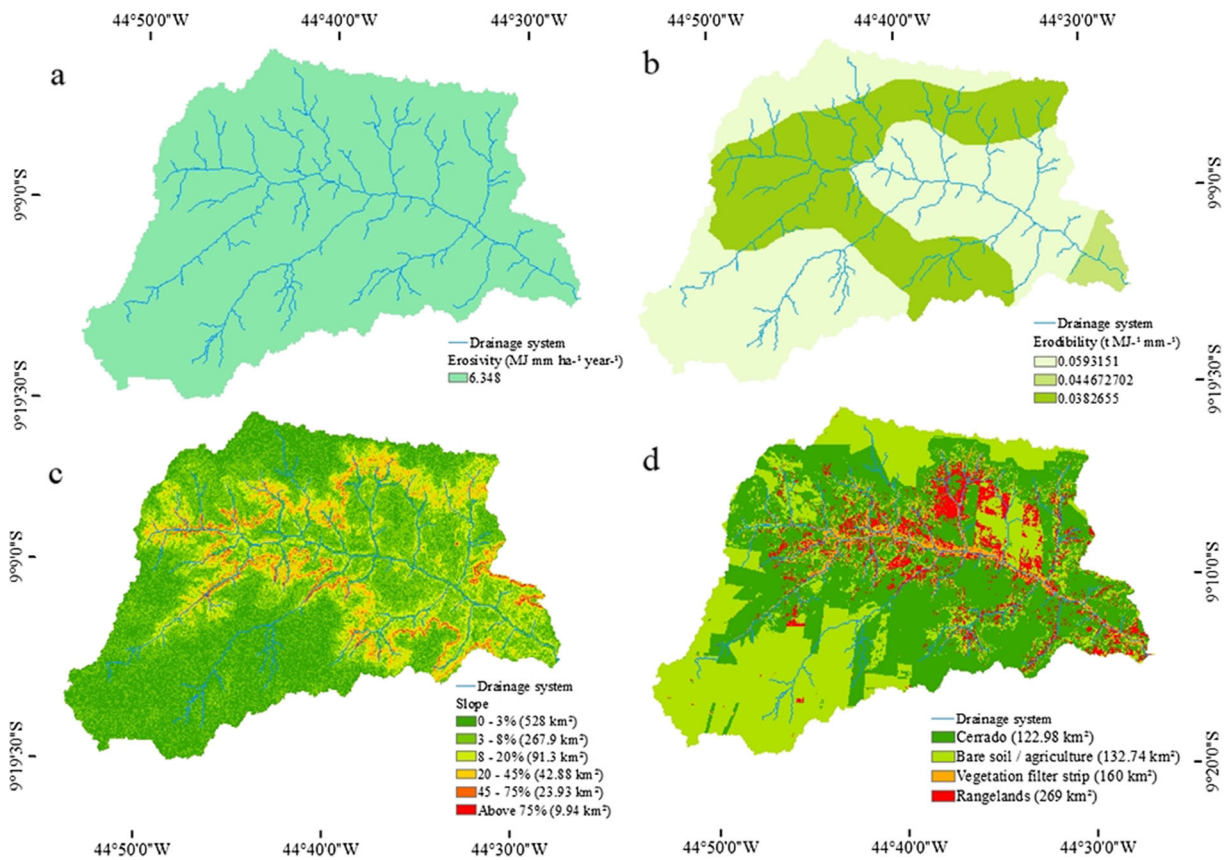 44°50'0"W 44°40'0"W 44°30'0"W
44°50'0"W 44°40'0"W 44°30'0"W
a
b
9°9'0"S
9°9'0"S
Drainage system
Erosivity (MJ mm ha-¹ year-¹)
6.348
Drainage system
Erodibility (t MJ-¹ mm -¹)
0.0593151
0.044672702
0.0382655
9°19'30"S
9°19'30"S
c
d
9°9'0"S
9°10'0"S
Drainage system
Slope
0 - 3% (528 km²)
3 - 8% (267.9 km²)
8 - 20% (91.3 km²)
20 - 45% (42.88 km²)
45 - 75% (23.93 km²)
Above 75% (9.94 km²)
Drainage system
Cerrado (122.98 km²)
Bare soil / agriculture (132.74 km²)
Vegetation filter strip (160 km²)
Rangelands (269 km²)
9°19'30"S
9°20'0"S
44°50'0"W 44°40'0"W 44°30'0"W
44°50'0"W 44°40'0"W 44°30'0"W